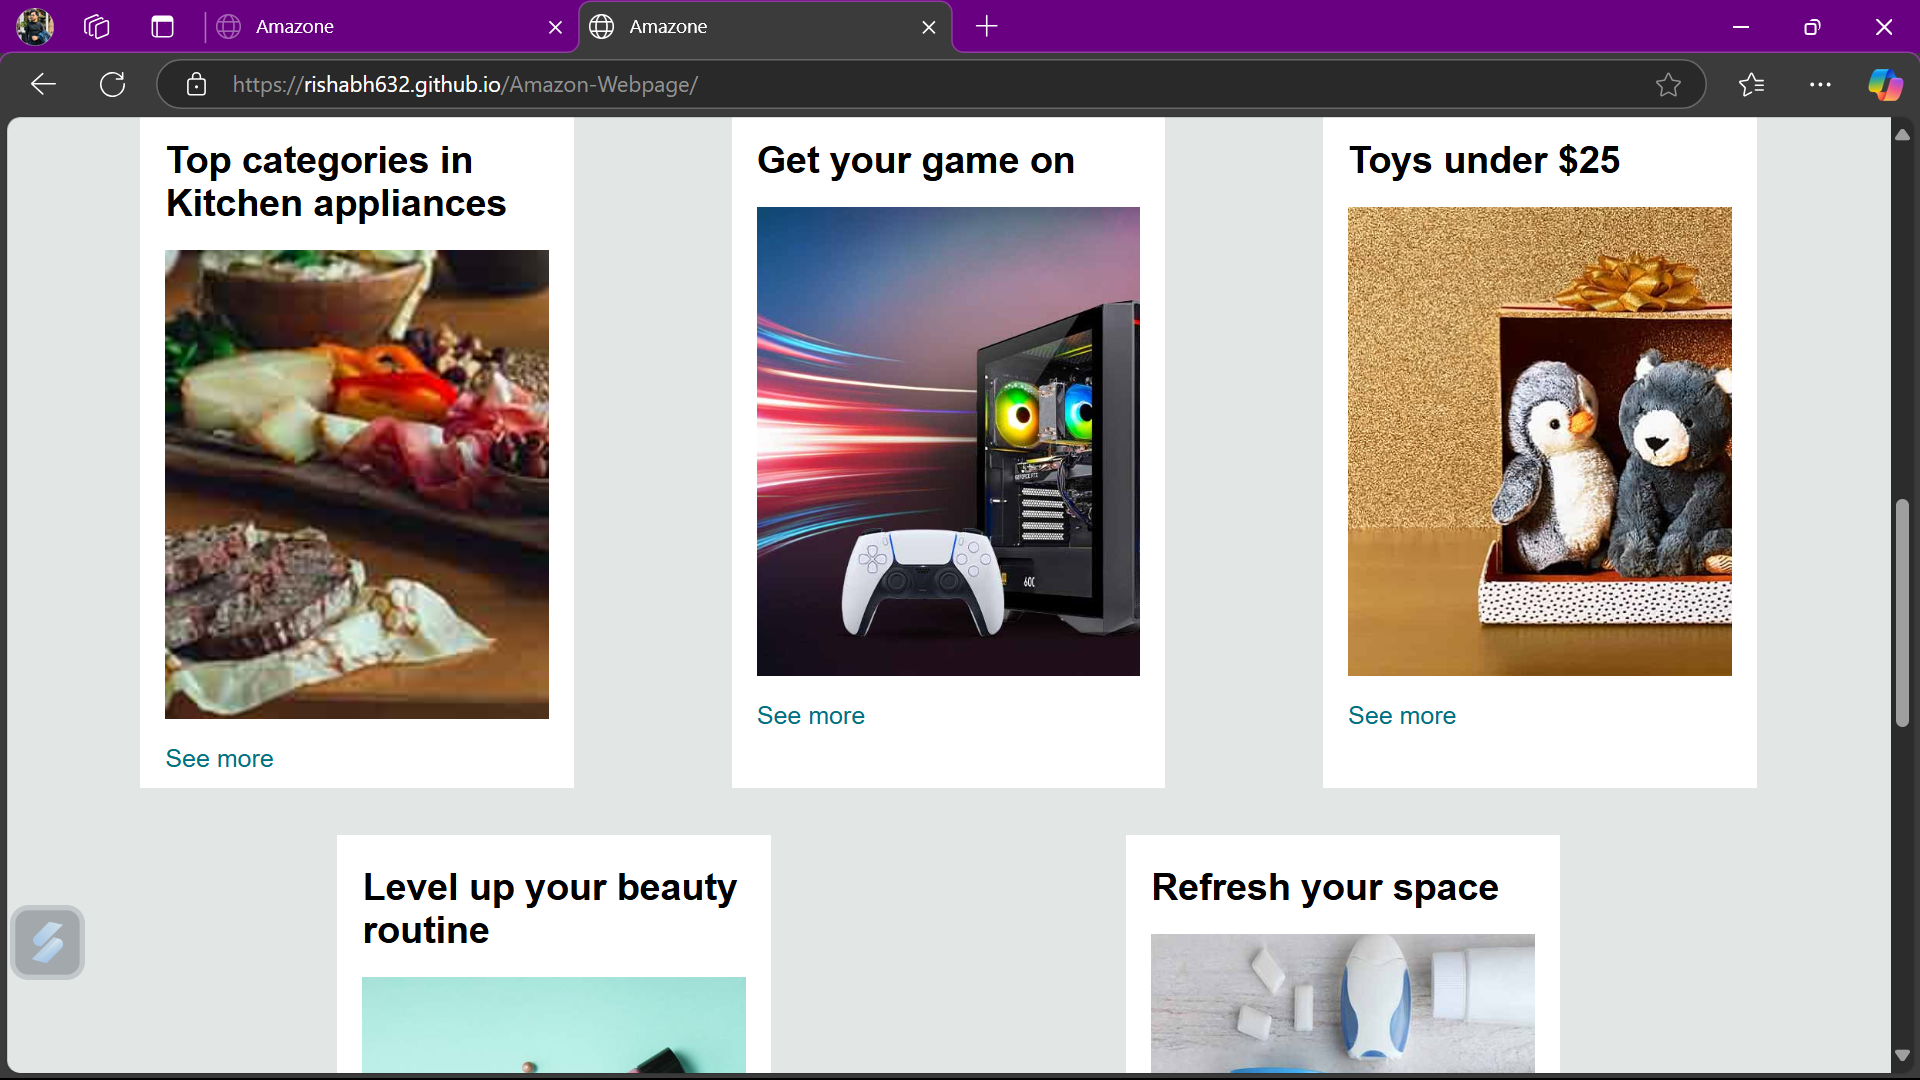 Amazone
Amazone
https://rishabh632.github.io/Amazon-Webpage/
Top categories in
Kitchen appliances
Get your game on
Toys under $25
See more
See more
See more
Level up your beauty
routine
Refresh your space